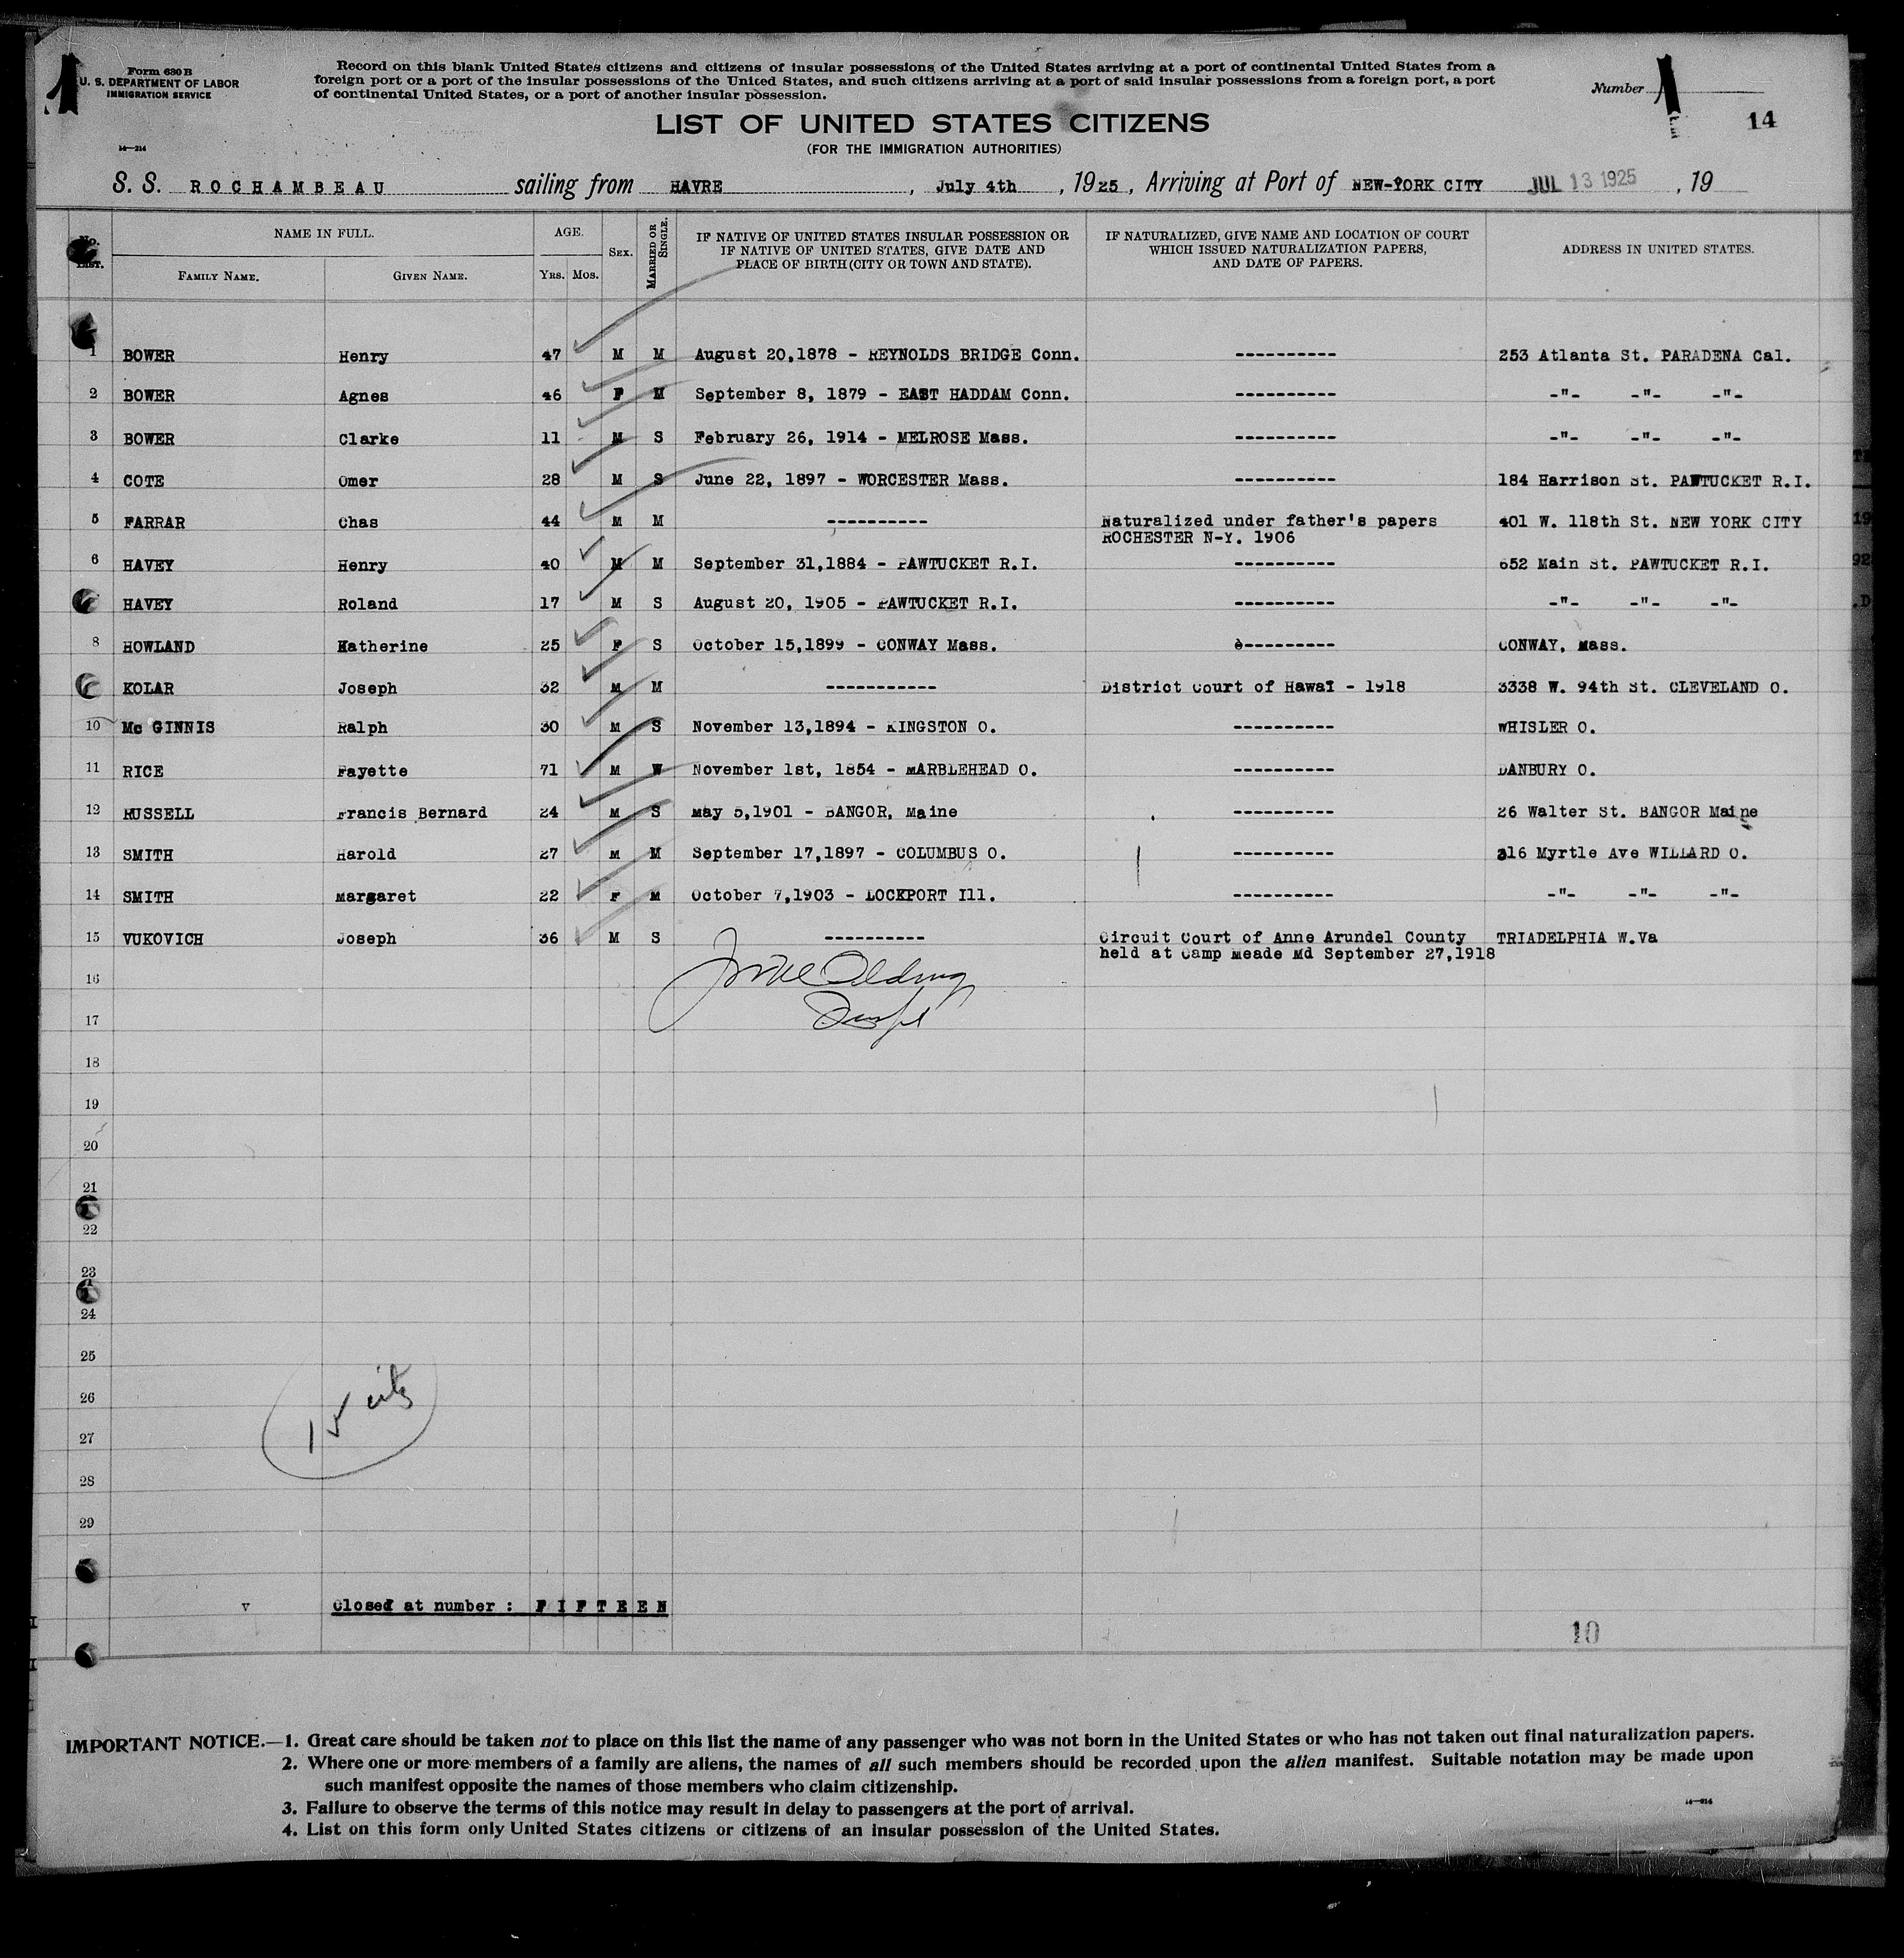 Form 630 B
U. S. DEPARTMENT OF LABOR
IMMIGRATION SERVICE
14—214
Record on this blank United States citizens and citizens of insular possessions of the United States arriving at a port of continental United States from a
foreign port or a port of the insular possessions of the United States, and such citizens arriving at a port of said insular possessions from a foreign port, a port
of continental United States, or a port of another insular possession.
Number
14
LIST OF UNITED STATES CITIZENS
(FOR THE IMMIGRATION AUTHORITIES)
S. S. ROCHAMBEAU sailing from HAVRE, July 4th, 1925, Arriving at Port of NEW-YORK CITY JUL 13 1925, 19
No. LIST. NAME IN FULL. AGE. SEX. MARRIED OR SINGLE. IF NATIVE OF UNITED STATES INSULAR POSSESSION OR IF NATIVE OF UNITED STATES, GIVE DATE AND PLACE OF BIRTH (CITY OR TOWN AND STATE). IF NATURALIZED, GIVE NAME AND LOCATION OF COURT WHICH ISSUED NATURALIZATION PAPERS, AND DATE OF PAPERS. ADDRESS IN UNITED STATES.
FAMILY NAME. GIVEN NAME. YRS. MOS.
1 BOWER Henry 47 M M August 20,1878 - REYNOLDS BRIDGE Conn. ---------- 253 Atlanta St. PARADENA Cal.
2 BOWER Agnes 46 F M September 8, 1879 - EAST HADDAM Conn. ---------- -"- -"- -"-
3 BOWER Clarke 11 M S February 26, 1914 - MELROSE Mass. ---------- -"- -"- -"-
4 COTE Omer 28 M S June 22, 1897 - WORCESTER Mass. ---------- 184 Harrison St. PAWTUCKET R.I.
5 FARRAR Chas 44 M M ---------- Naturalized under father's papers 401 W. 118th St. NEW YORK CITY
ROCHESTER N-Y. 1906
6 HAVEY Henry 40 M M September 31,1884 - PAWTUCKET R.I. ---------- 652 Main St. PAWTUCKET R.I.
HAVEY Roland 17 M S August 20, 1905 - PAWTUCKET R.I. ---------- -"- -"- -"-
8 HOWLAND Katherine 25 F S October 15,1899 - CONWAY Mass. è--------- CONWAY, Mass.
KOLAR Joseph 32 M M ----------- District Court of Hawaï - 1918 3338 W. 94th St. CLEVELAND O.
10 Mc GINNIS Ralph 30 M S November 13,1894 - KINGSTON O. ---------- WHISLER O.
11 RICE Fayette 71 M W November 1st, 1854 - MARBLEHEAD O. ---------- DANBURY O.
12 RUSSELL Francis Bernard 24 M S May 5,1901 - BANGOR, Maine ---------- 26 Walter St. BANGOR Maine
13 SMITH Harold 27 M M September 17,1897 - COLUMBUS O. ---------- 316 Myrtle Ave WILLARD O.
14 SMITH Margaret 22 F M October 7,1903 - LOCKPORT Ill. ---------- -"- -"- -"-
15 VUKOVICH Joseph 36 M S ---------- Circuit Court of Anne Arundel County TRIADELPHIA W.Va
held at Camp Meade Md September 27,1918
16
17
18
19
20
21
22
23
24
25
26
27
28
29
15 cits
Closed at number : FIFTEEN
10
IMPORTANT NOTICE.—1. Great care should be taken not to place on this list the name of any passenger who was not born in the United States or who has not taken out final naturalization papers.
2. Where one or more members of a family are aliens, the names of all such members should be recorded upon the alien manifest. Suitable notation may be made upon
such manifest opposite the names of those members who claim citizenship.
3. Failure to observe the terms of this notice may result in delay to passengers at the port of arrival.
4. List on this form only United States citizens or citizens of an insular possession of the United States.
14—214